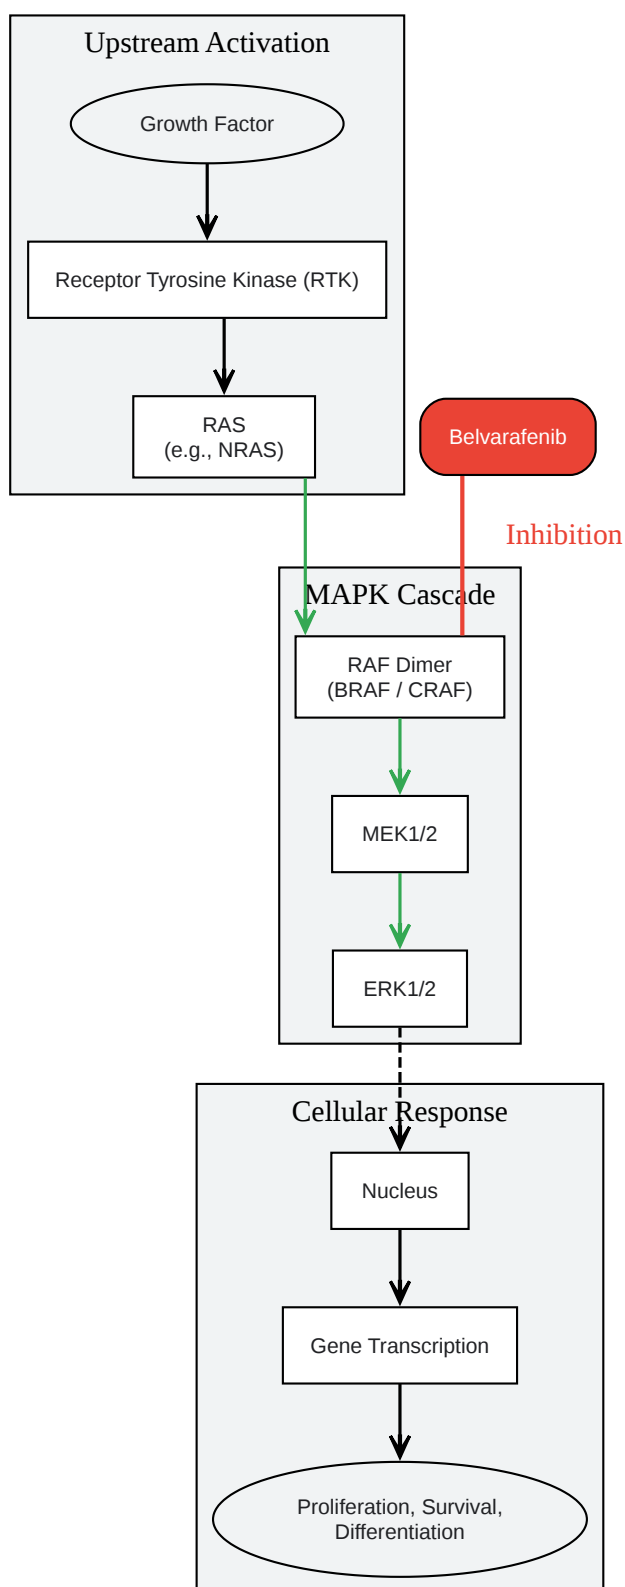 Upstream Activation
Growth Factor
Receptor Tyrosine Kinase (RTK)
RAS
(e.g., NRAS)
Belvarafenib
Inhibition
MAPK Cascade
RAF Dimer
(BRAF / CRAF)
MEK1/2
ERK1/2
Cellular Response
Nucleus
Gene Transcription
Proliferation, Survival,
Differentiation